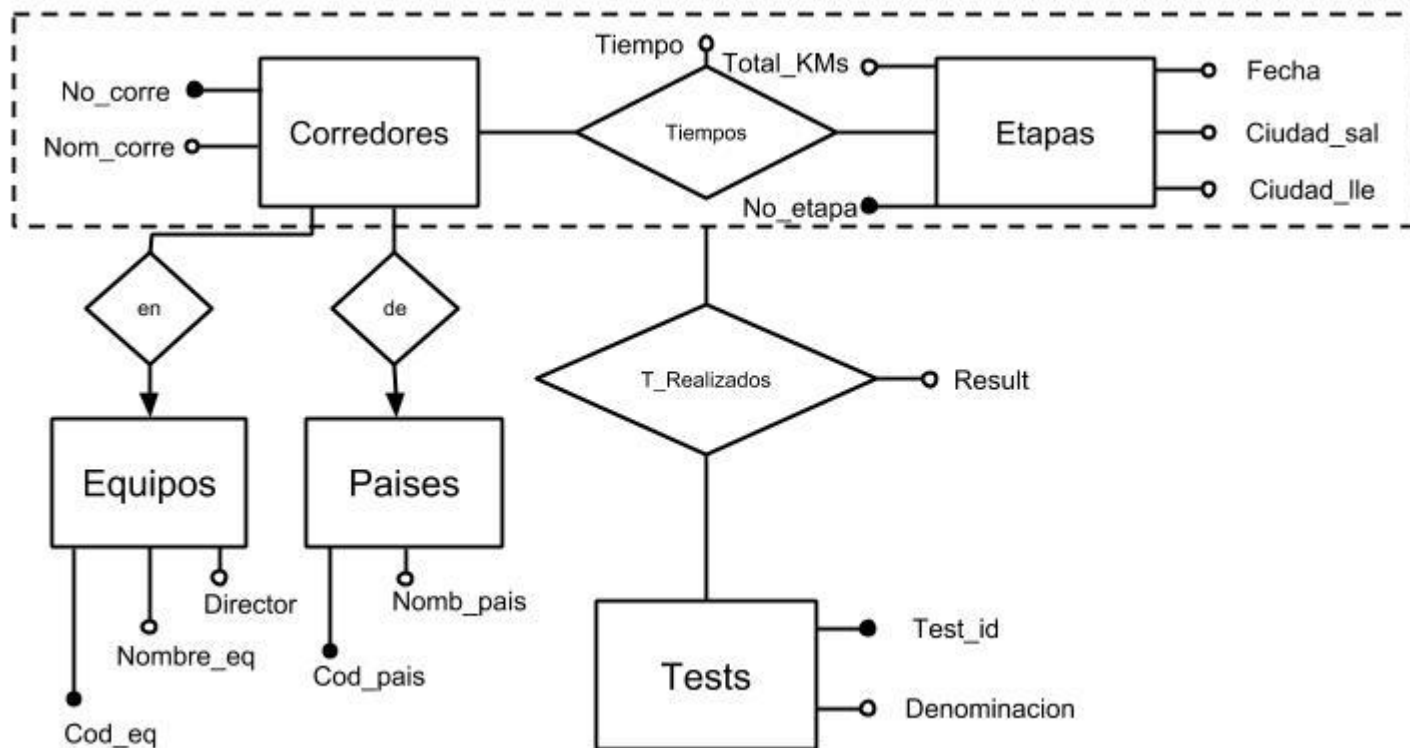 Tiempo
Total_KMs
Fecha
No_corre
Corredores
Tiempos
Etapas
Ciudad_sal
Nom_corre
No_etapa
Ciudad_lle
en
de
T_Realizados
Result
Equipos
Paises
Director
Nomb_pais
Nombre_eq
Cod_pais
Cod_eq
Tests
Test_id
Denominacion